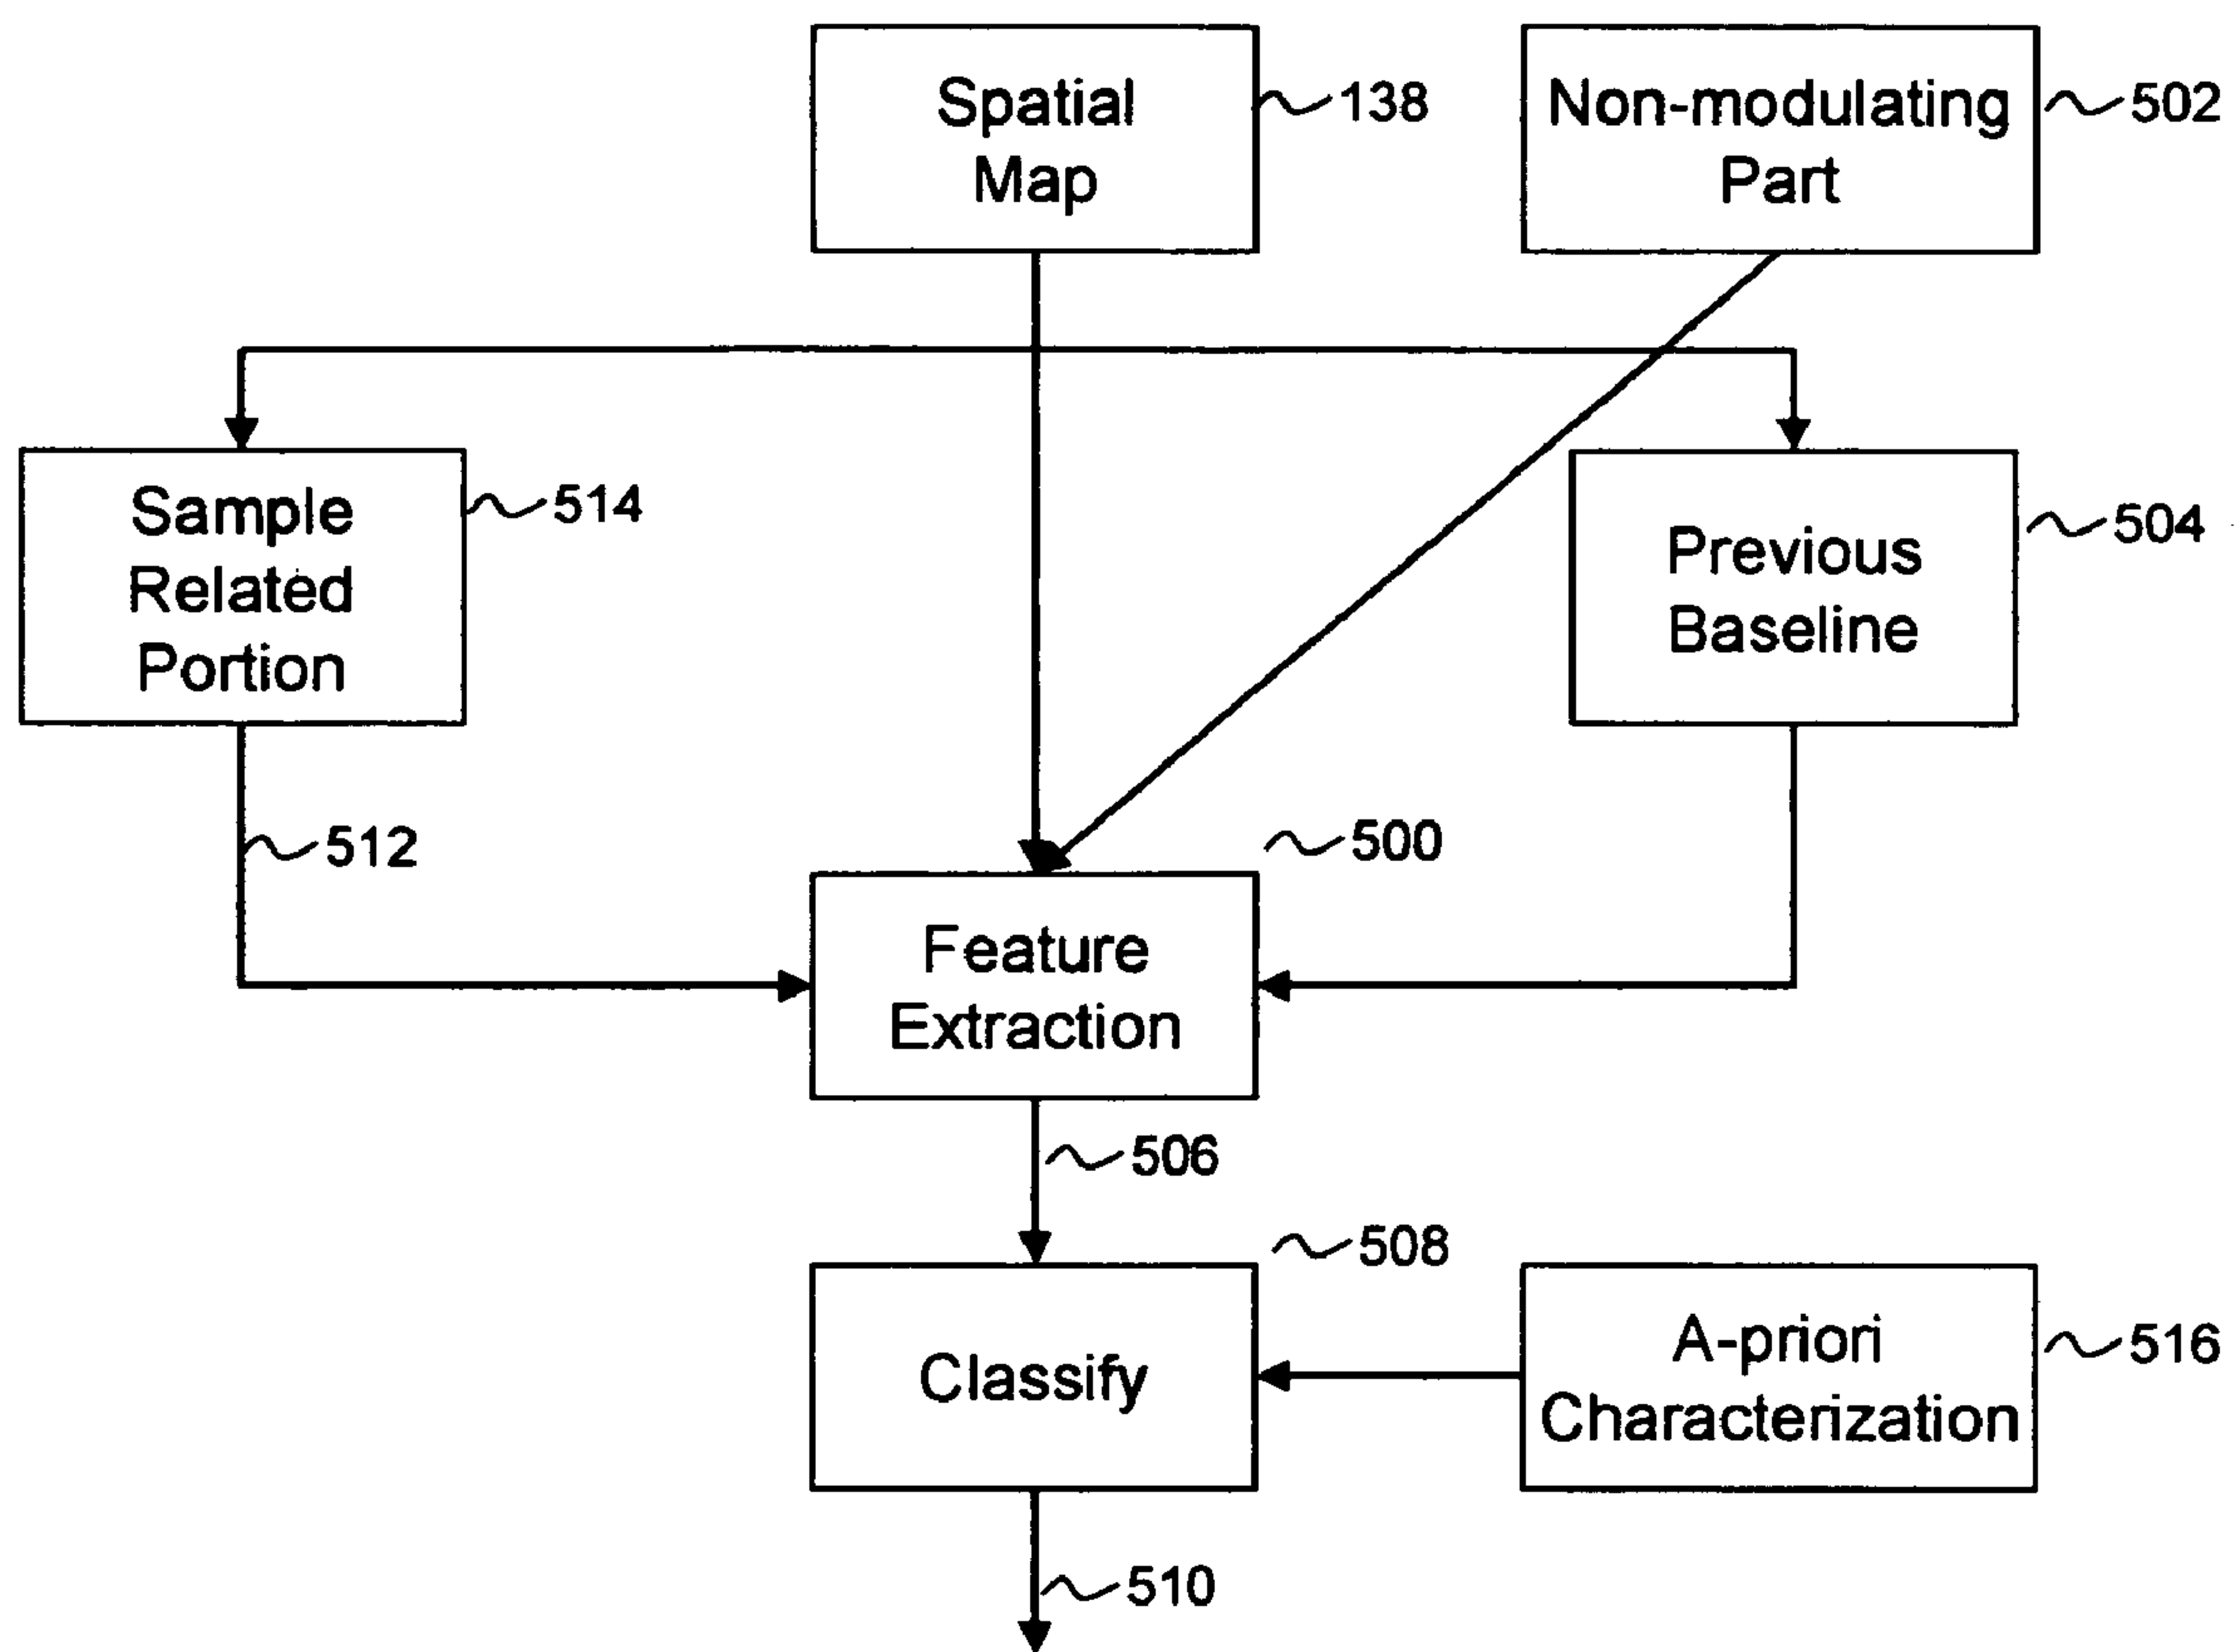 Spatial
Map
138
Non-modulating
Part
502
Sample
Related
Portion
514
Previous
Baseline
504
512
500
Feature
Extraction
506
508
Classify
A-priori
Characterization
516
510